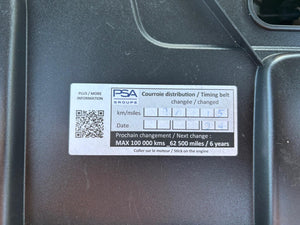 PLUS / MORE
INFORMATION
PSA
GROUPE
Courroie distribution / Timing belt
changée / changed
km/miles
Date
Prochain changement / Next change :
MAX 100 000 kms _62 500 miles / 6 years
Coller sur le moteur / Stick on the engine